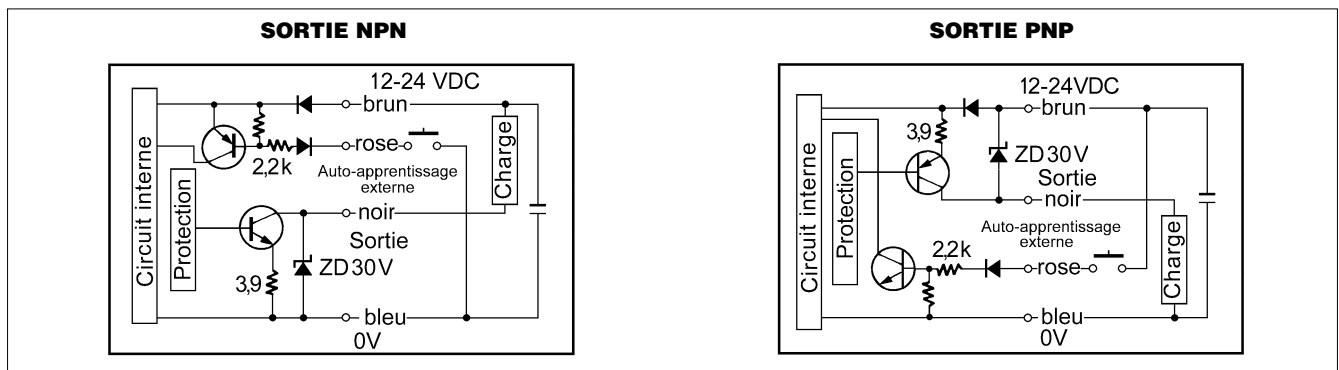 SORTIE NPN
12-24 VDC
brun
2,2k
rose
Auto-apprentissage
externe
Charge
Circuit interne
Protection
noir
Sortie
ZD 30 V
3,9
bleu
0V
SORTIE PNP
12-24VDC
brun
3,9
ZD 30 V
Sortie
noir
Circuit interne
Protection
Auto-apprentissage
externe
2,2k
rose
Charge
bleu
0V